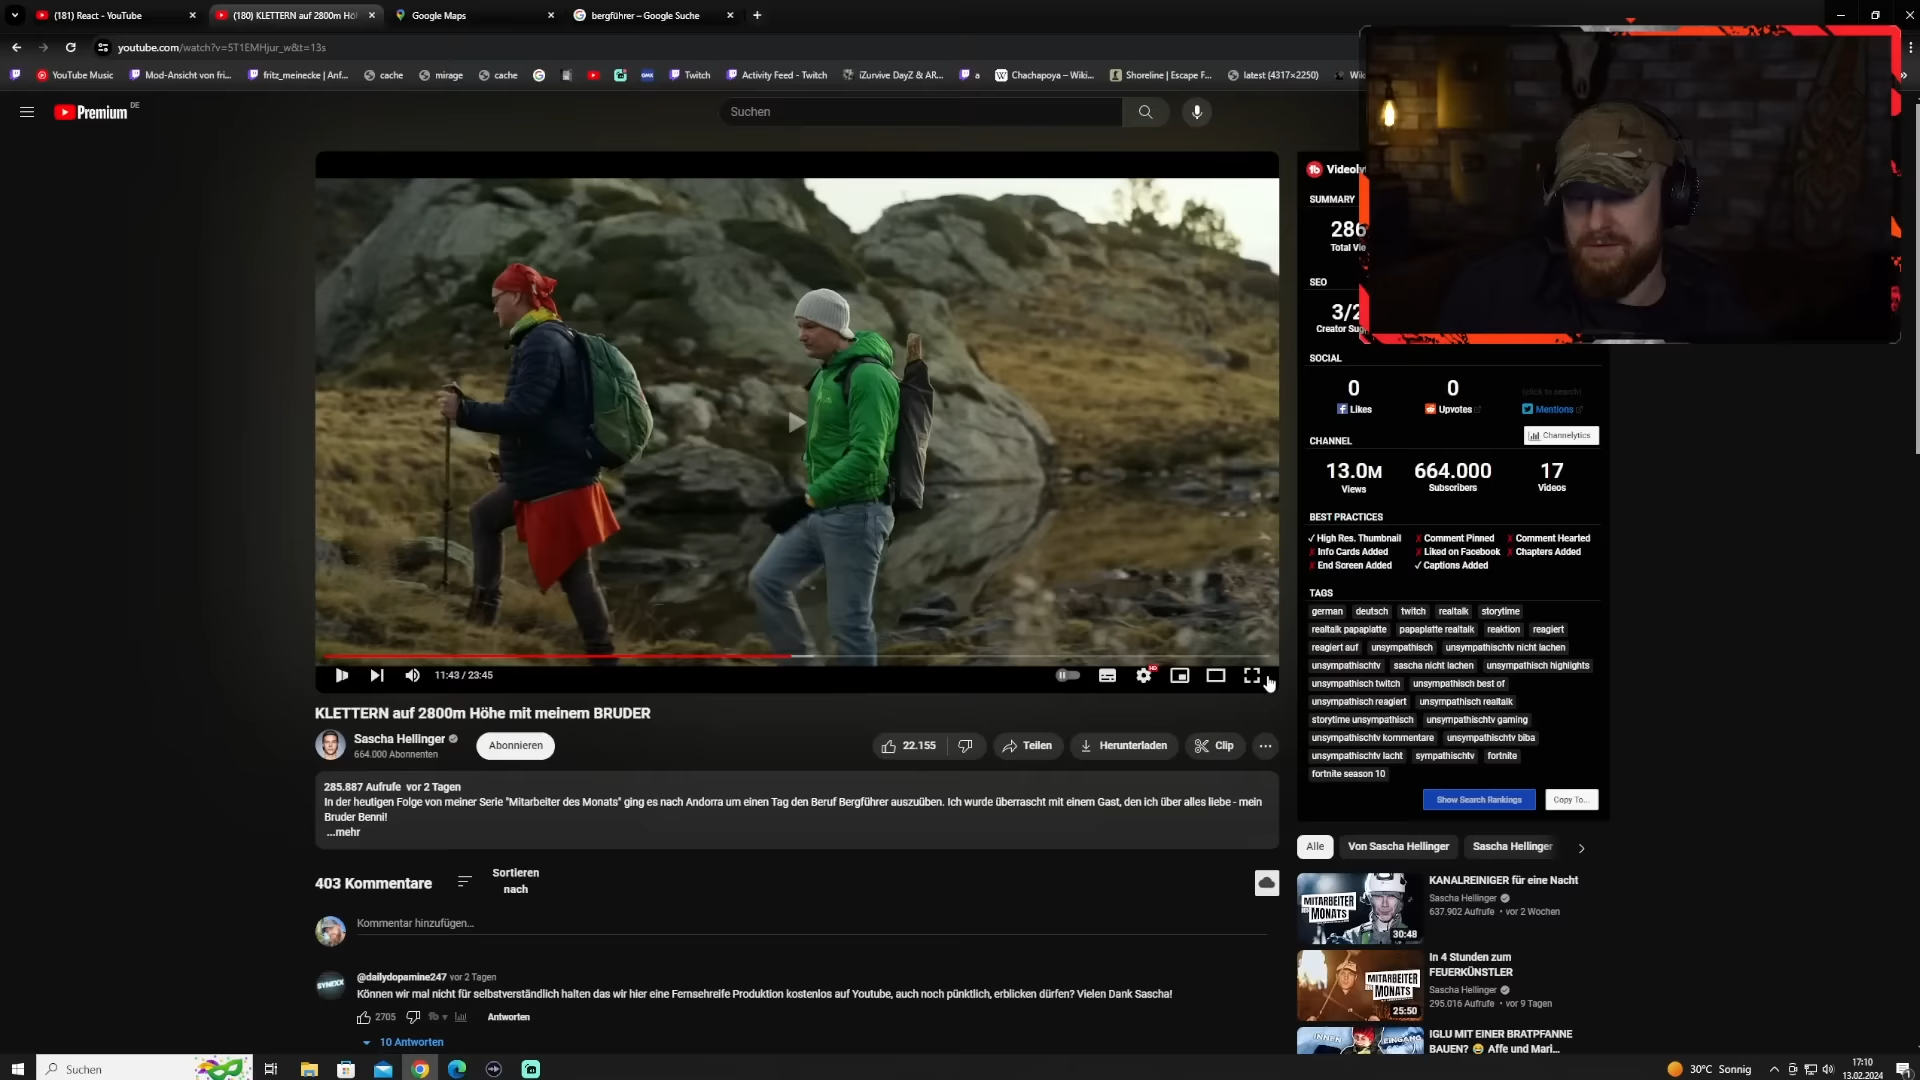 (181) React - YouTube
(180) KLETTERN auf 2800m Hö
Google Maps
bergführer – Google Suche
youtube.com/watch?v=5T1EMHjur_w&t=13s
YouTube Music
Mod-Ansicht von fri...
fritz_meinecke | Anf...
cache
mirage
cache
Twitch
Activity Feed - Twitch
iZurvive DayZ & AR...
a
Chachapoya – Wiki...
Shoreline | Escape F...
latest (4317×2250)
Premium DE
Suchen
SUMMARY
Total Vie
SEO
SOCIAL
0
0
(click to search)
Likes
Upvotes
Mentions
CHANNEL
Channelytics
13.0M
664.000
17
Views
Subscribers
Videos
BEST PRACTICES
✓ High Res. Thumbnail
✗ Comment Pinned
✗ Comment Hearted
✗ Info Cards Added
✗ Liked on Facebook
✗ Chapters Added
✗ End Screen Added
✓ Captions Added
TAGS
german deutsch twitch realtalk storytime
realtalk papaplatte papaplatte realtalk reaktion reagiert
reagiert auf unsympathisch unsympathischtv nicht lachen
unsympathischtv sascha nicht lachen unsympathisch highlights
unsympathisch twitch unsympathisch best of
unsympathisch reagiert unsympathisch realtalk
storytime unsympathisch unsympathischtv gaming
unsympathischtv kommentare unsympathischtv biba
unsympathischtv lacht sympathischtv fortnite
fortnite season 10
Show Search Rankings
Copy To...
11:43 / 23:45
HD
KLETTERN auf 2800m Höhe mit meinem BRUDER
Sascha Hellinger
664.000 Abonnenten
Abonnieren
22.155
Teilen
Herunterladen
Clip
285.887 Aufrufe vor 2 Tagen
In der heutigen Folge von meiner Serie "Mitarbeiter des Monats" ging es nach Andorra um einen Tag den Beruf Bergführer auszuüben. Ich wurde überrascht mit einem Gast, den ich über alles liebe - mein
Bruder Benni!
...mehr
403 Kommentare
Sortieren
nach
Kommentar hinzufügen...
SYNEXX
@dailydopamine247 vor 2 Tagen
Können wir mal nicht für selbstverständlich halten das wir hier eine Fernsehreife Produktion kostenlos auf Youtube, auch noch pünktlich, erblicken dürfen? Vielen Dank Sascha!
2705
Antworten
10 Antworten
Alle
Von Sascha Hellinger
Sascha Hellinger
MITARBEITER
DES MONATS
30:48
KANALREINIGER für eine Nacht
Sascha Hellinger
637.902 Aufrufe • vor 2 Wochen
MITARBEITER
DES MONATS
25:50
In 4 Stunden zum
FEUERKÜNSTLER
Sascha Hellinger
295.016 Aufrufe • vor 9 Tagen
INNEN
EINGANG
IGLU MIT EINER BRATPFANNE
BAUEN? 😂 Affe und Mari...
Suchen
30°C Sonnig
17:10
13.02.2024